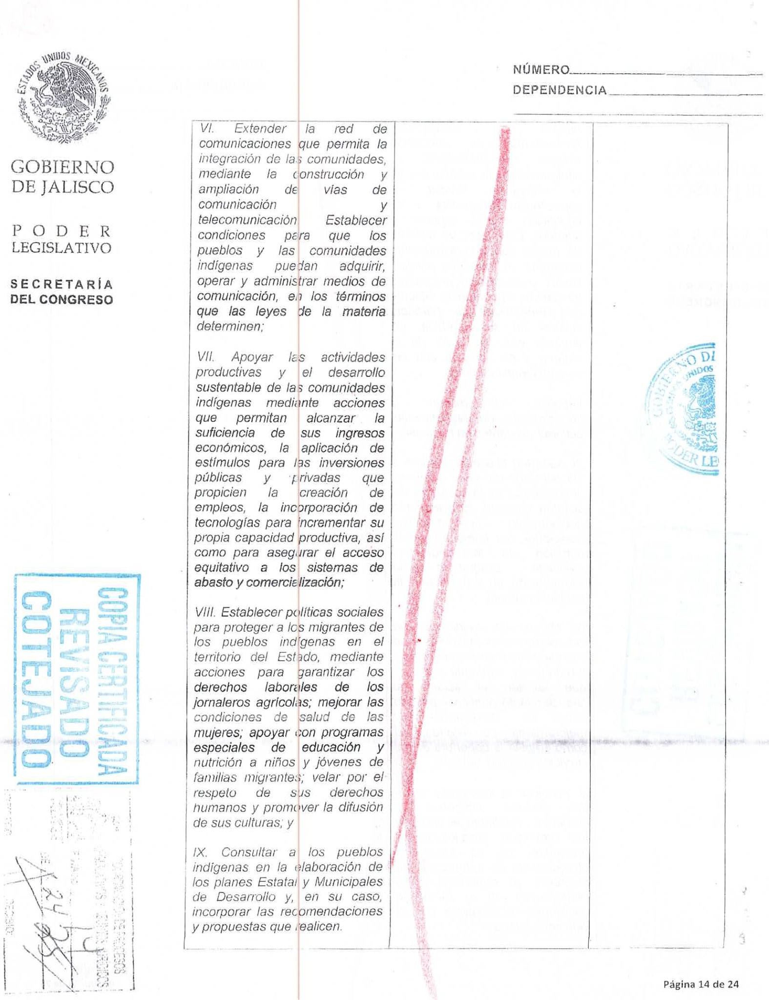 ESTADOS UNIDOS MEXICANOS
NÚMERO
DEPENDENCIA
GOBIERNO
DE JALISCO
PODER
LEGISLATIVO
SECRETARÍA
DEL CONGRESO
VI. Extender la red de
comunicaciones que permita la
integración de las comunidades,
mediante la construcción y
ampliación de vías de
comunicación y
telecomunicación. Establecer
condiciones para que los
pueblos y las comunidades
indígenas puedan adquirir,
operar y administrar medios de
comunicación, en los términos
que las leyes de la materia
determinen;
VII. Apoyar las actividades
productivas y el desarrollo
sustentable de las comunidades
indígenas mediante acciones
que permitan alcanzar la
suficiencia de sus ingresos
económicos, la aplicación de
estímulos para las inversiones
públicas y privadas que
propicien la creación de
empleos, la incorporación de
tecnologías para incrementar su
propia capacidad productiva, así
como para asegurar el acceso
equitativo a los sistemas de
abasto y comercialización;
VIII. Establecer políticas sociales
para proteger a los migrantes de
los pueblos indígenas en el
territorio del Estado, mediante
acciones para garantizar los
derechos laborales de los
jornaleros agrícolas; mejorar las
condiciones de salud de las
mujeres; apoyar con programas
especiales de educación y
nutrición a niños y jóvenes de
familias migrantes; velar por el
respeto de sus derechos
humanos y promover la difusión
de sus culturas; y
IX. Consultar a los pueblos
indígenas en la elaboración de
los planes Estatal y Municipales
de Desarrollo y, en su caso,
incorporar las recomendaciones
y propuestas que realicen.
GOBIERNO DE
UNIDOS
PODER LE
COPIA CERTIFICADA
REVISADO
COTEJADO
Página 14 de 24